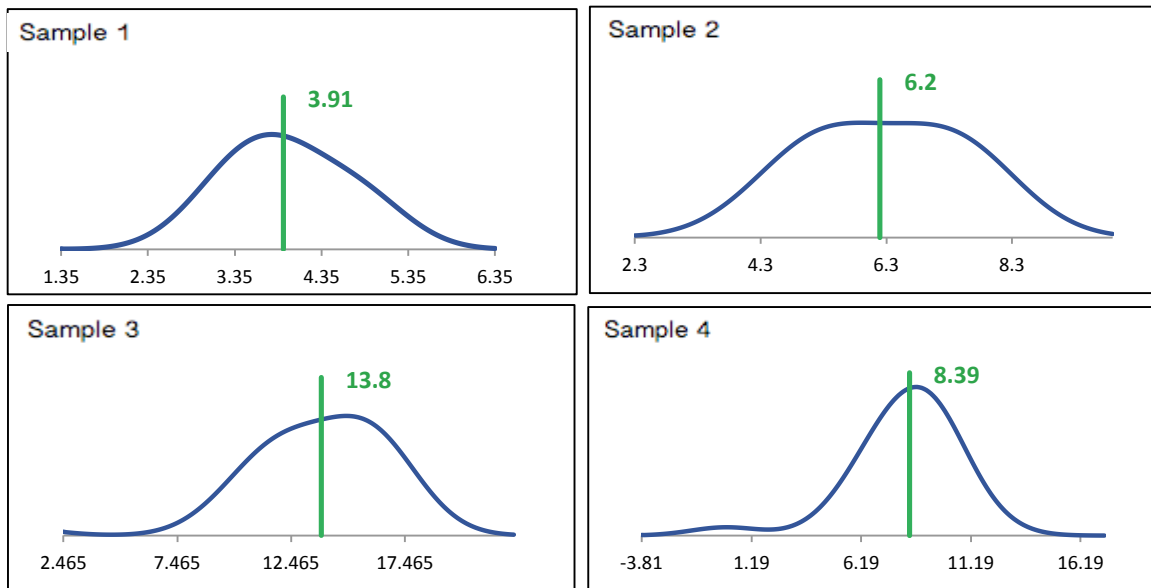 Sample 1
3.91
1.35 2.35 3.35 4.35 5.35 6.35
Sample 2
6.2
2.3 4.3 6.3 8.3
Sample 3
13.8
2.465 7.465 12.465 17.465
Sample 4
8.39
-3.81 1.19 6.19 11.19 16.19